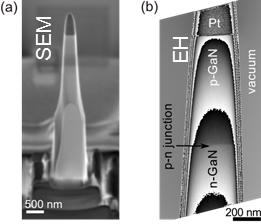 (a)
SEM
500 nm
(b)
EH
Pt
p-GaN
vacuum
p-n junction
n-GaN
200 nm